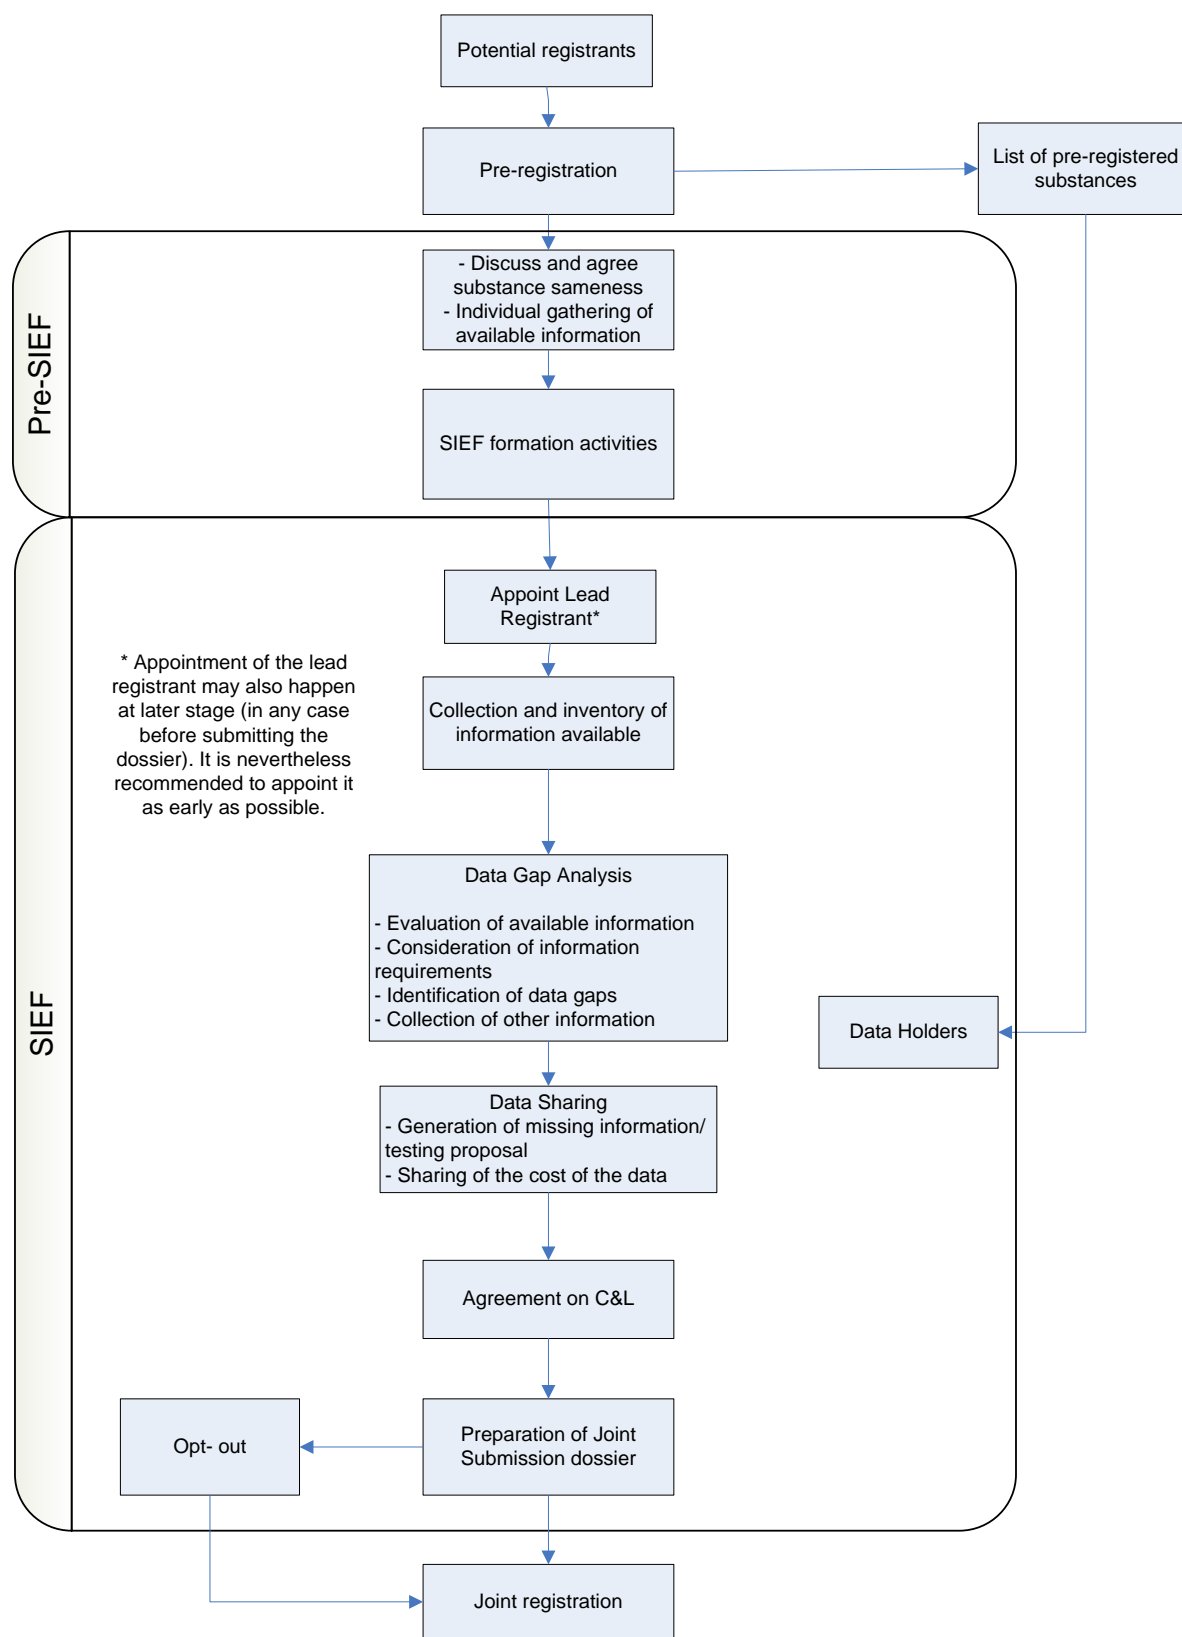 Potential registrants
Pre-registration
List of pre-registered
substances
Pre-SIEF
- Discuss and agree
substance sameness
- Individual gathering of
available information
SIEF formation activities
SIEF
Appoint Lead
Registrant*
* Appointment of the lead
registrant may also happen
at later stage (in any case
before submitting the
dossier). It is nevertheless
recommended to appoint it
as early as possible.
Collection and inventory of
information available
Data Gap Analysis
- Evaluation of available information
- Consideration of information
requirements
- Identification of data gaps
- Collection of other information
Data Holders
Data Sharing
- Generation of missing information/
testing proposal
- Sharing of the cost of the data
Agreement on C&L
Opt- out
Preparation of Joint
Submission dossier
Joint registration